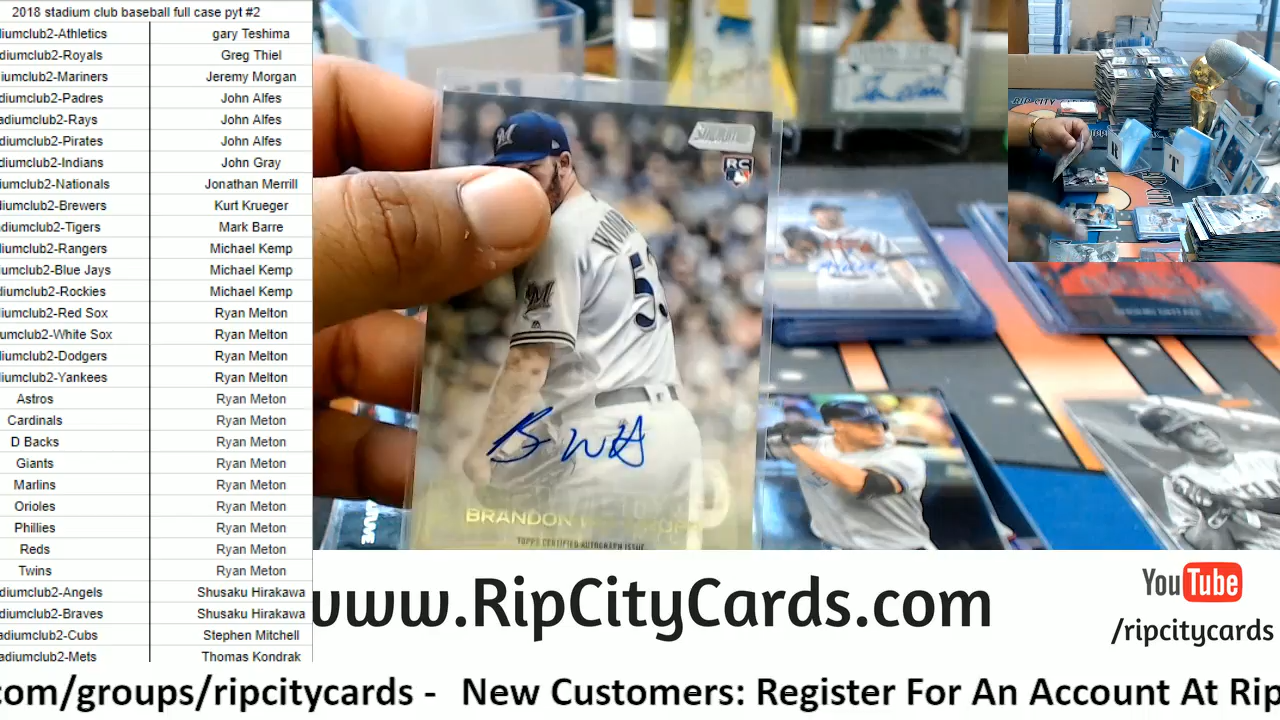 2018 stadium club baseball full case pyt #2
diumclub2-Athletics gary Teshima
diumclub2-Royals Greg Thiel
diumclub2-Mariners Jeremy Morgan
diumclub2-Padres John Alfes
adiumclub2-Rays John Alfes
diumclub2-Pirates John Alfes
diumclub2-Indians John Gray
iumclub2-Nationals Jonathan Merrill
diumclub2-Brewers Kurt Krueger
diumclub2-Tigers Mark Barre
diumclub2-Rangers Michael Kemp
diumclub2-Blue Jays Michael Kemp
diumclub2-Rockies Michael Kemp
diumclub2-Red Sox Ryan Melton
umclub2-White Sox Ryan Melton
diumclub2-Dodgers Ryan Melton
diumclub2-Yankees Ryan Melton
Astros Ryan Meton
Cardinals Ryan Meton
D Backs Ryan Meton
Giants Ryan Meton
Marlins Ryan Meton
Orioles Ryan Meton
Phillies Ryan Meton
Reds Ryan Meton
Twins Ryan Meton
diumclub2-Angels Shusaku Hirakawa
diumclub2-Braves Shusaku Hirakawa
adiumclub2-Cubs Stephen Mitchell
adiumclub2-Mets Thomas Kondrak
RC
BRANDON
TOPPS CERTIFIED AUTOGRAPH ISSUE
R T
www.RipCityCards.com
YouTube
/ripcitycards
com/groups/ripcitycards - New Customers: Register For An Account At Rip